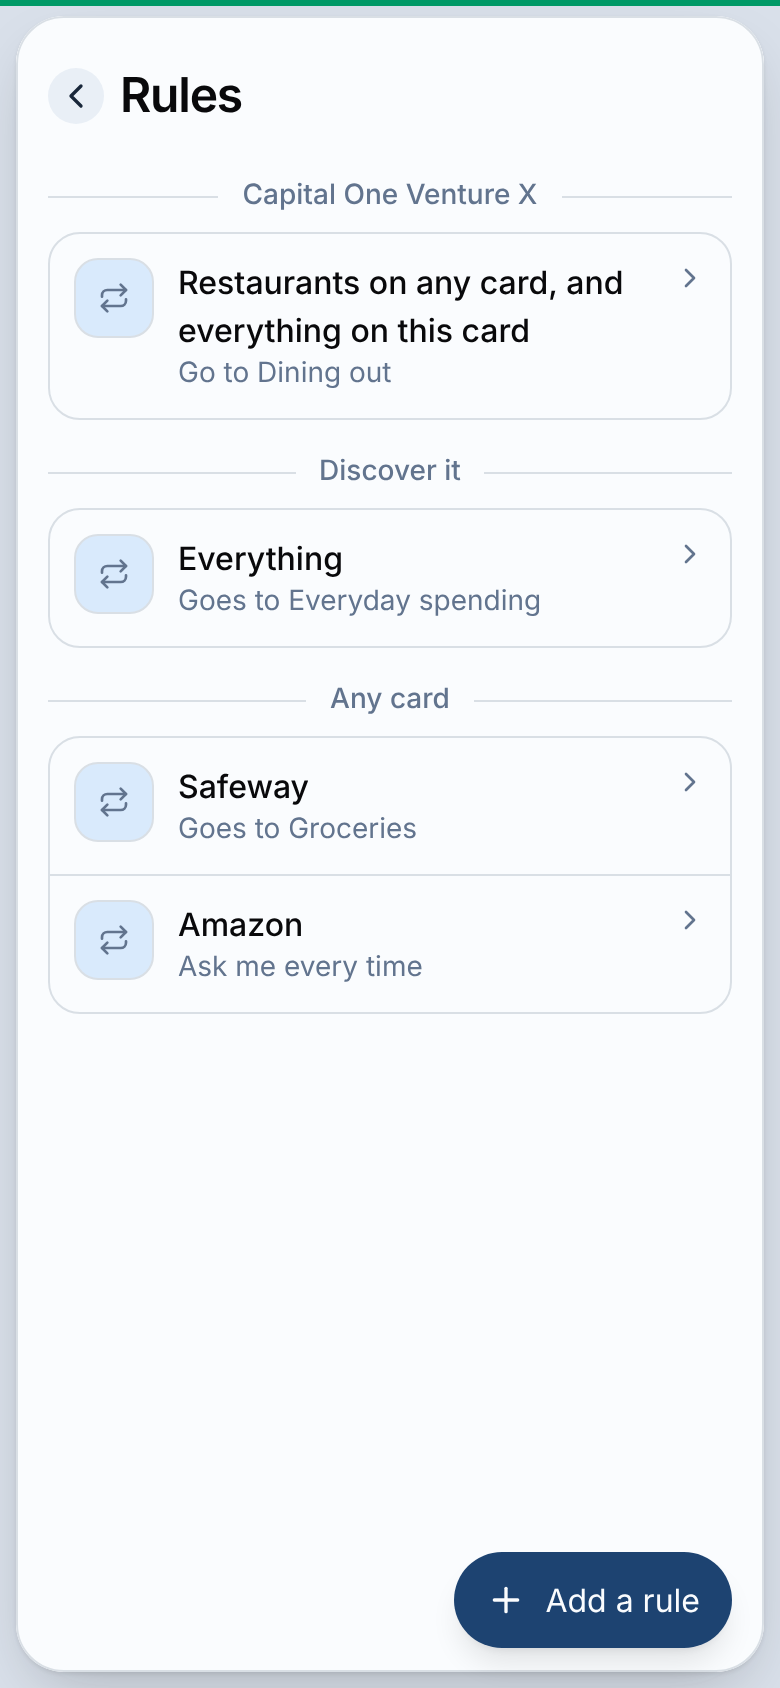 Rules
Capital One Venture X
Restaurants on any card, and
everything on this card
Go to Dining out
Discover it
Everything
Goes to Everyday spending
Any card
Safeway
Goes to Groceries
Amazon
Ask me every time
Add a rule